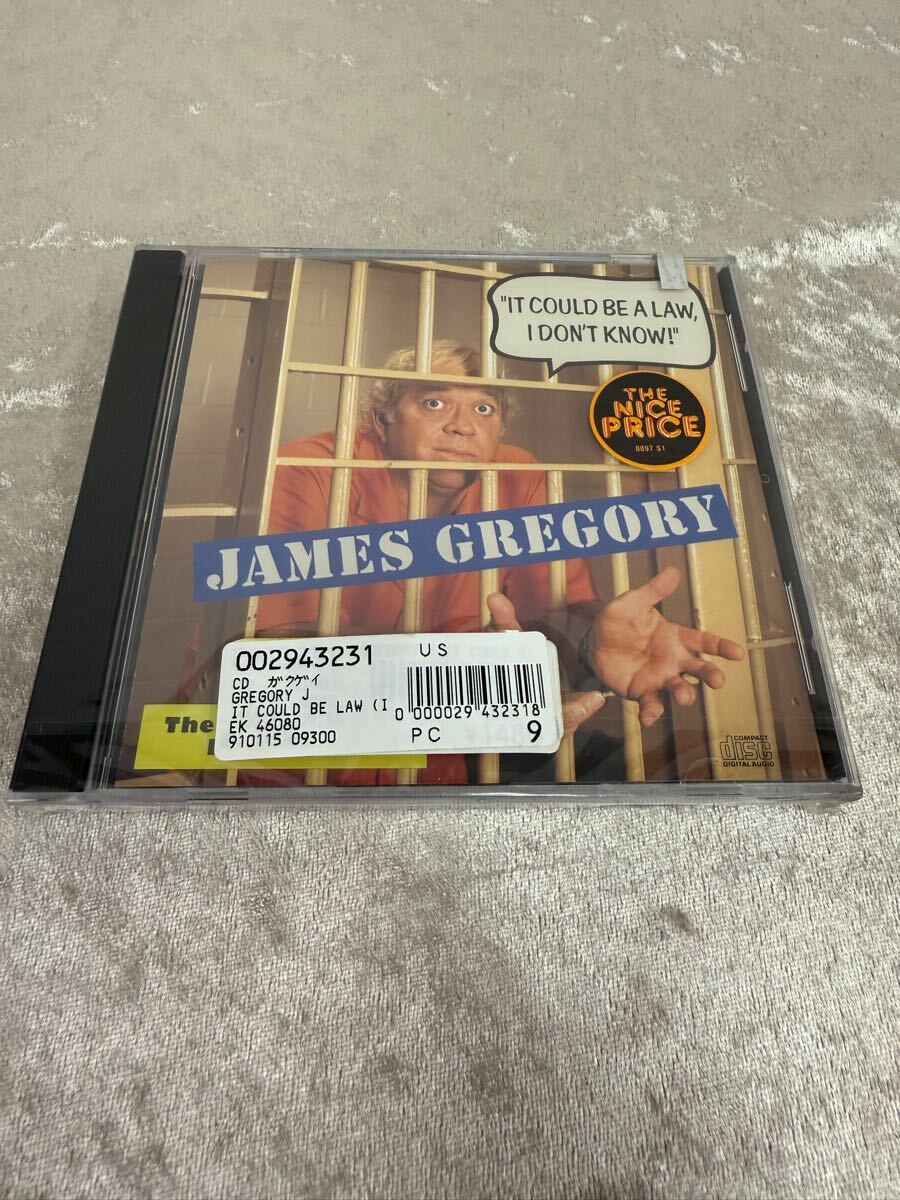 "IT COULD BE A LAW,
I DON'T KNOW!"
THE
NICE
PRICE
8897 S1
JAMES GREGORY
002943231
US
CD ガクゲイ
GREGORY J
IT COULD BE LAW (I
EK 46080
910115 09300
0 000029 432318
PC 9
The
COMPACT
disc
DIGITAL AUDIO